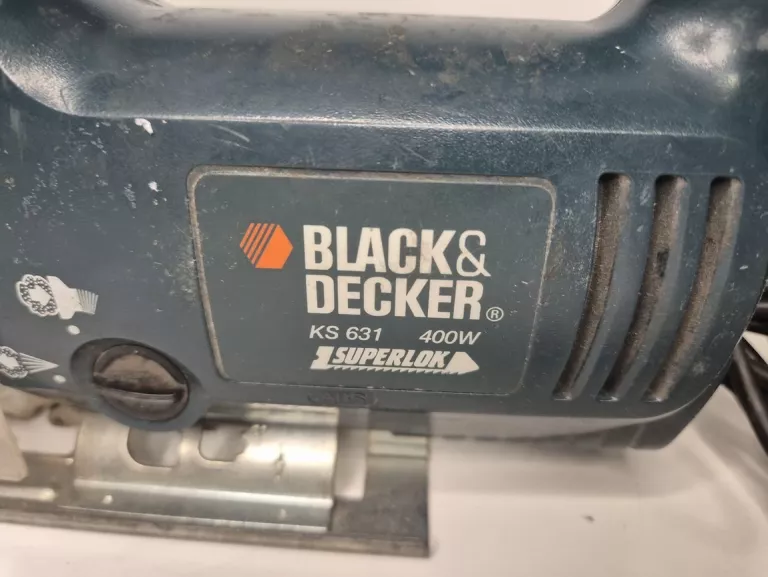 BLACK&
DECKER®
KS 631 400W
SUPERLOK